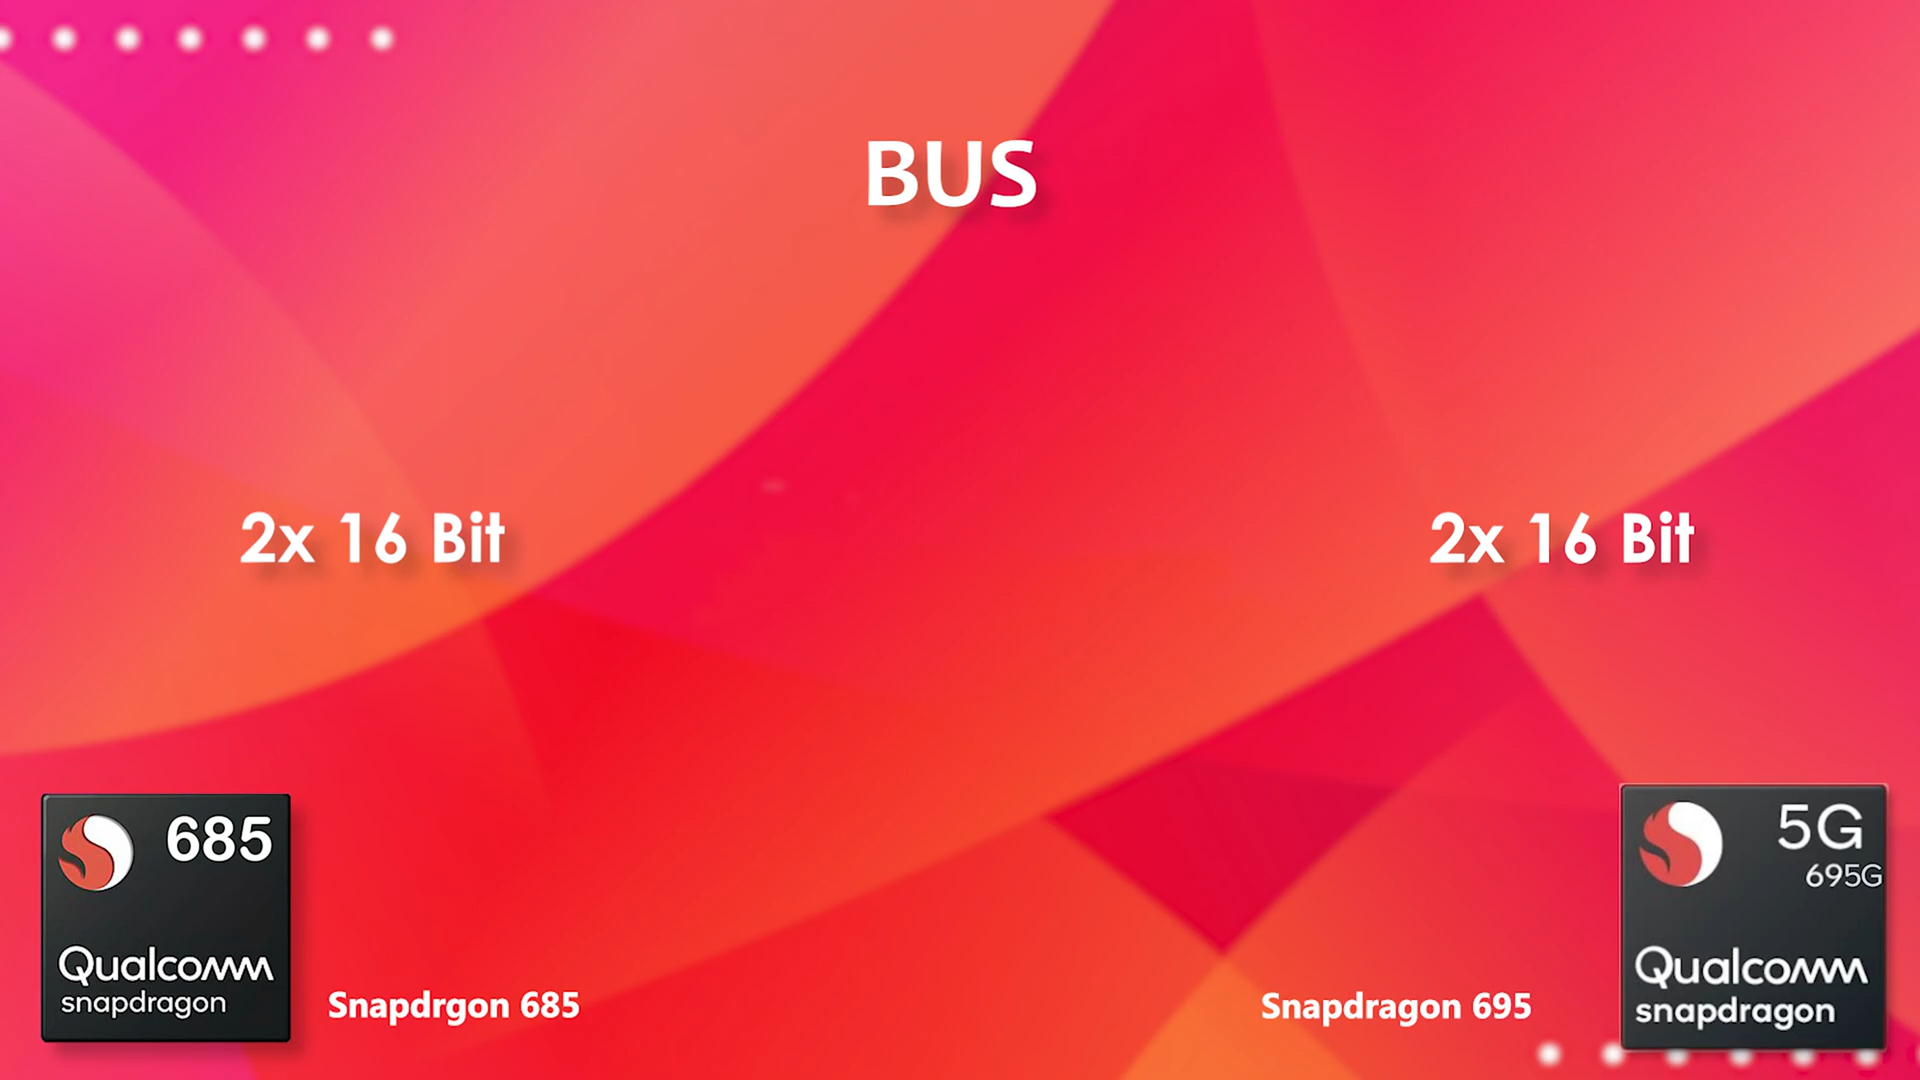 BUS
2x 16 Bit
2x 16 Bit
685
Qualcomm
snapdragon
Snapdrgon 685
Snapdragon 695
5G
695G
Qualcomm
snapdragon